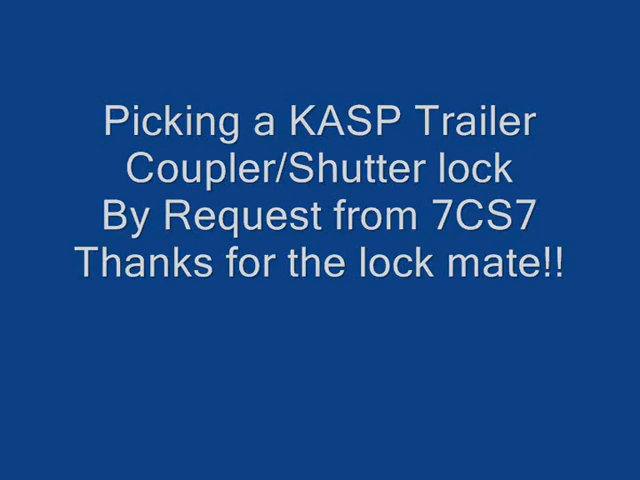 Picking a KASP Trailer
Coupler/Shutter lock
By Request from 7CS7
Thanks for the lock mate!!